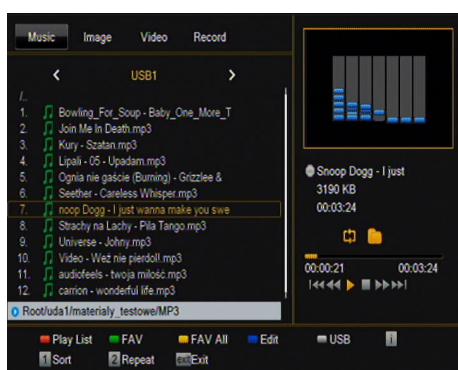 Music Image Video Record
< USB1 >
/..
1. Bowling_For_Soup - Baby_One_More_T
2. Join Me In Death.mp3
3. Kury - Szatan.mp3
4. Lipali - 05 - Upadam.mp3
5. Ognia nie gaście (Burning) - Grizzlee &
6. Seether - Careless Whisper.mp3
7. noop Dogg - I just wanna make you swe
8. Strachy na Lachy - Pila Tango.mp3
9. Universe - Johny.mp3
10. Video - Weź nie pierdol!.mp3
11. audiofeels - twoja miłość.mp3
12. carrion - wonderful life.mp3
Root/uda1/materialy_testowe/MP3
Snoop Dogg - I just
3190 KB
00:03:24
00:00:21 00:03:24
Play List FAV FAV All Edit USB i
1 Sort 2 Repeat EXIT Exit